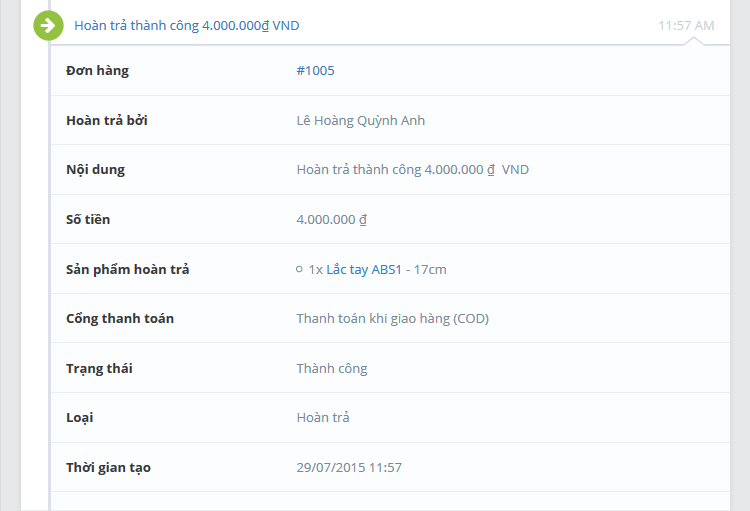 Hoàn trả thành công 4.000.000₫ VND 11:57 AM
Đơn hàng #1005
Hoàn trả bởi Lê Hoàng Quỳnh Anh
Nội dung Hoàn trả thành công 4.000.000 ₫ VND
Số tiền 4.000.000 ₫
Sản phẩm hoàn trả 1x Lắc tay ABS1 - 17cm
Cổng thanh toán Thanh toán khi giao hàng (COD)
Trạng thái Thành công
Loại Hoàn trả
Thời gian tạo 29/07/2015 11:57